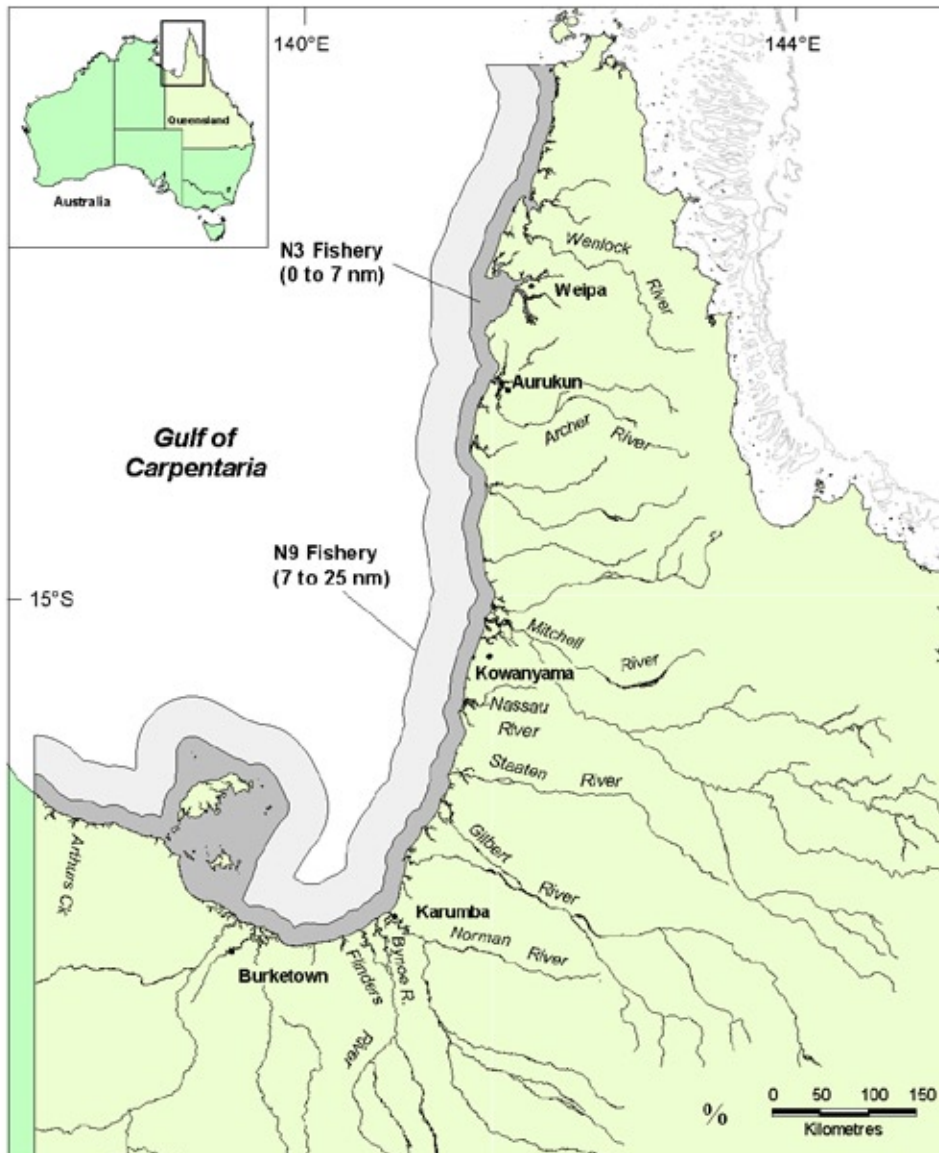 140°E
144°E
Queensland
Australia
N3 Fishery
(0 to 7 nm)
Wenlock
River
Weipa
Aurukun
Archer River
Gulf of
Carpentaria
N9 Fishery
(7 to 25 nm)
15°S
Mitchell
River
Kowanyama
Nassau
River
Staaten River
Gilbert
River
Arthurs Ck
Karumba
Norman
River
Burketown
Flinders
River
Bynoe R.
%
0 50 100 150
Kilometres